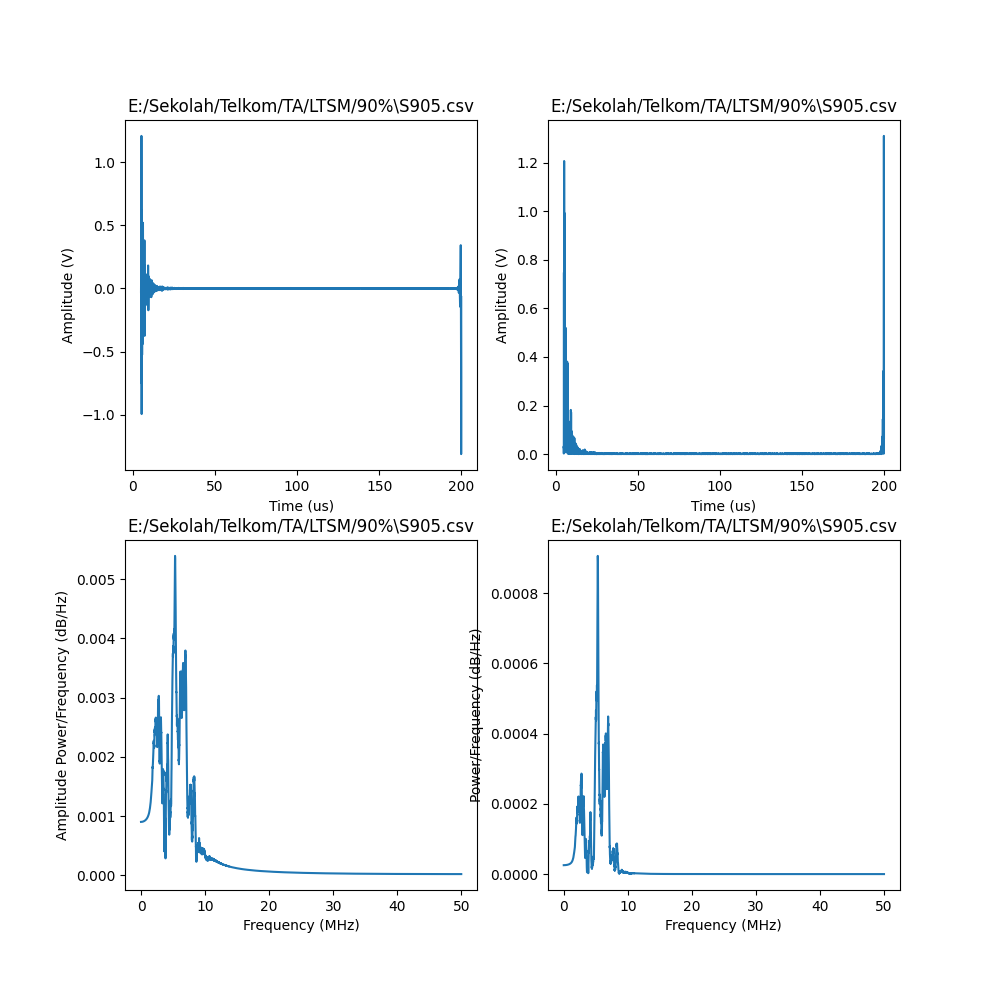 E:/Sekolah/Telkom/TA/LTSM/90%\S905.csv
Amplitude (V)
1.0
0.5
0.0
−0.5
−1.0
0 50 100 150 200
Time (us)
E:/Sekolah/Telkom/TA/LTSM/90%\S905.csv
Amplitude (V)
1.2
1.0
0.8
0.6
0.4
0.2
0.0
0 50 100 150 200
Time (us)
E:/Sekolah/Telkom/TA/LTSM/90%\S905.csv
Amplitude Power/Frequency (dB/Hz)
0.005
0.004
0.003
0.002
0.001
0.000
0 10 20 30 40 50
Frequency (MHz)
E:/Sekolah/Telkom/TA/LTSM/90%\S905.csv
Power/Frequency (dB/Hz)
0.0008
0.0006
0.0004
0.0002
0.0000
0 10 20 30 40 50
Frequency (MHz)